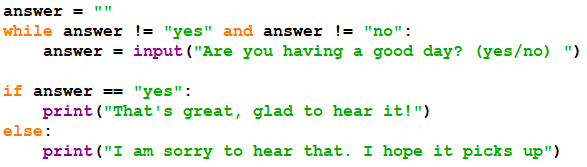 answer = ""
while answer != "yes" and answer != "no":
    answer = input("Are you having a good day? (yes/no) ")

if answer == "yes":
    print("That's great, glad to hear it!")
else:
    print("I am sorry to hear that. I hope it picks up")